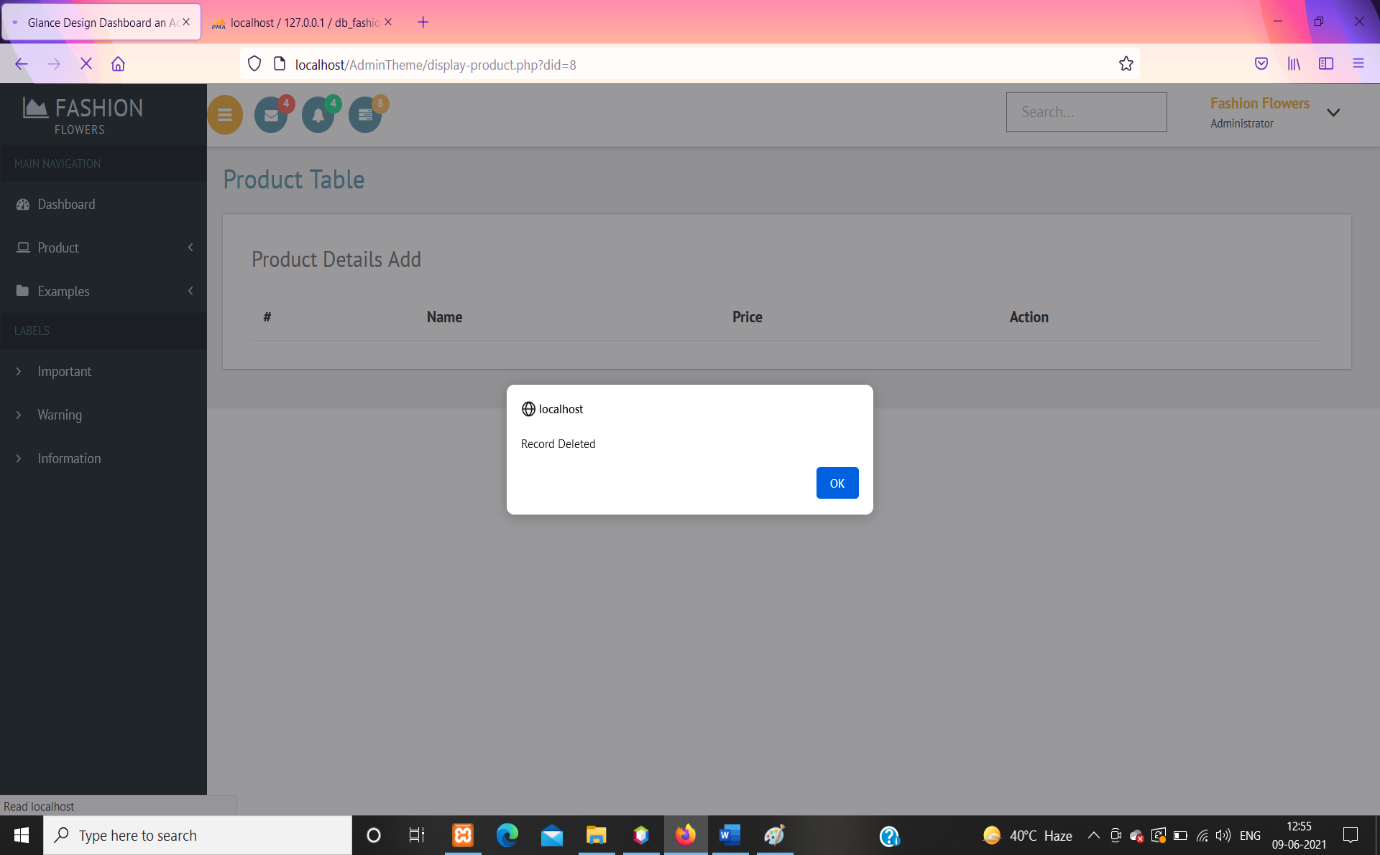 Glance Design Dashboard an Ac
localhost / 127.0.0.1 / db_fashio
localhost/AdminTheme/display-product.php?did=8
FASHION
FLOWERS
4
4
8
Search...
Fashion Flowers
Administrator
MAIN NAVIGATION
Dashboard
Product
Examples
LABELS
Important
Warning
Information
Product Table
Product Details Add
# Name Price Action
localhost
Record Deleted
OK
Read localhost
Type here to search
40°C Haze
ENG
12:55
09-06-2021